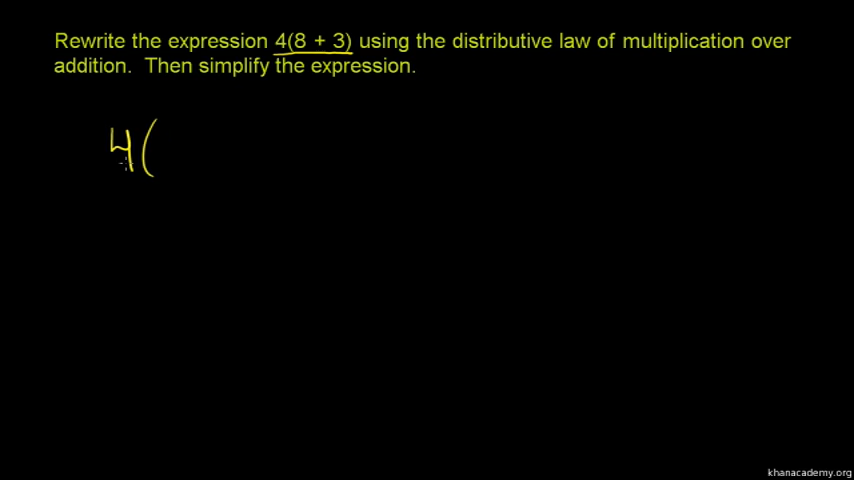 Rewrite the expression 4(8 + 3) using the distributive law of multiplication over
addition. Then simplify the expression.
4(
khanacademy.org